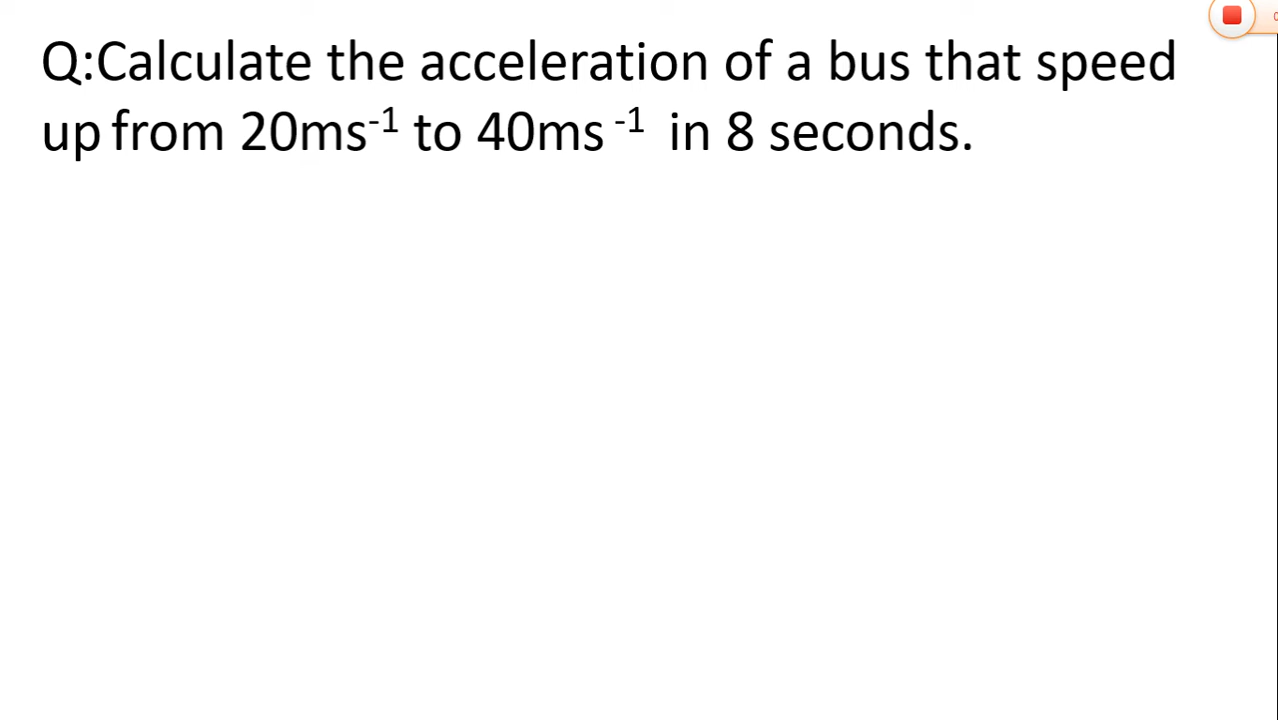 Q:Calculate the acceleration of a bus that speed
up from 20ms⁻¹ to 40ms ⁻¹ in 8 seconds.